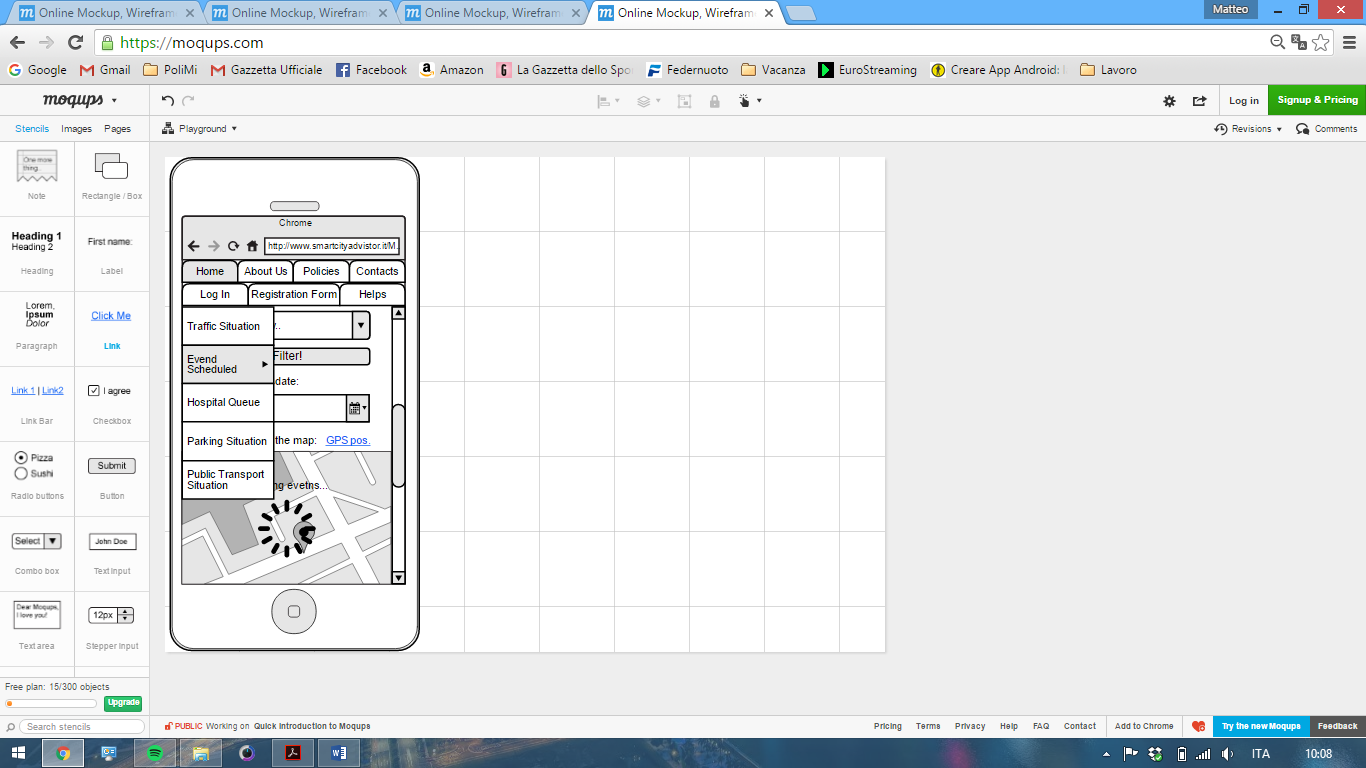 Online Mockup, Wirefram
Online Mockup, Wirefram
Online Mockup, Wirefram
Online Mockup, Wirefram
Matteo
https://moqups.com
Google
Gmail
PoliMi
Gazzetta Ufficiale
Facebook
Amazon
La Gazzetta dello Spo
Federnuoto
Vacanza
EuroStreaming
Creare App Android:
Lavoro
moqups
Log in
Signup & Pricing
Stencils Images Pages
Playground
Revisions
Comments
One more thing.
Note
Rectangle / Box
Heading 1
Heading 2
Heading
First name:
Label
Lorem,
Ipsum
Dolor
Paragraph
Click Me
Link
Link 1 | Link2
Link Bar
I agree
Checkbox
Pizza
Sushi
Radio buttons
Submit
Button
Select
Combo box
John Doe
Text Input
Dear Moqups,
I love you!
Text area
12px
Stepper Input
Free plan: 15/300 objects
Upgrade
Search stencils
Chrome
http://www.smartcityadvistor.it/M
Home About Us Policies Contacts
Log In Registration Form Helps
Traffic Situation
Evend
Scheduled
Hospital Queue
Parking Situation
Public Transport
Situation
Filter!
date:
the map: GPS pos.
ng evetns...
PUBLIC Working on Quick Introduction to Moqups
Pricing Terms Privacy Help FAQ Contact
Add to Chrome
Try the new Moqups
Feedback
ITA
10:08